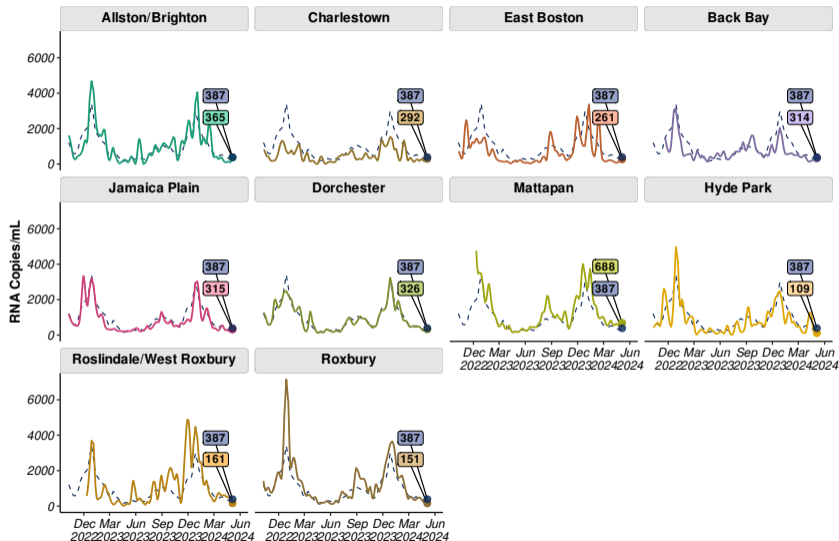 Allston/Brighton Charlestown East Boston Back Bay
6000
4000
2000
0
387 387 387 387
365 292 261 314
Jamaica Plain Dorchester Mattapan Hyde Park
RNA Copies/mL
6000
4000
2000
0
387 387 688 387
315 326 387 109
Dec Mar Jun Sep Dec Mar Jun Dec Mar Jun Sep Dec Mar Jun
2022 2023 2023 2023 2023 2024 2024 2022 2023 2023 2023 2023 2024 2024
Roslindale/West Roxbury Roxbury
6000
4000
2000
0
387 387
161 151
Dec Mar Jun Sep Dec Mar Jun Dec Mar Jun Sep Dec Mar Jun
2022 2023 2023 2023 2023 2024 2024 2022 2023 2023 2023 2023 2024 2024